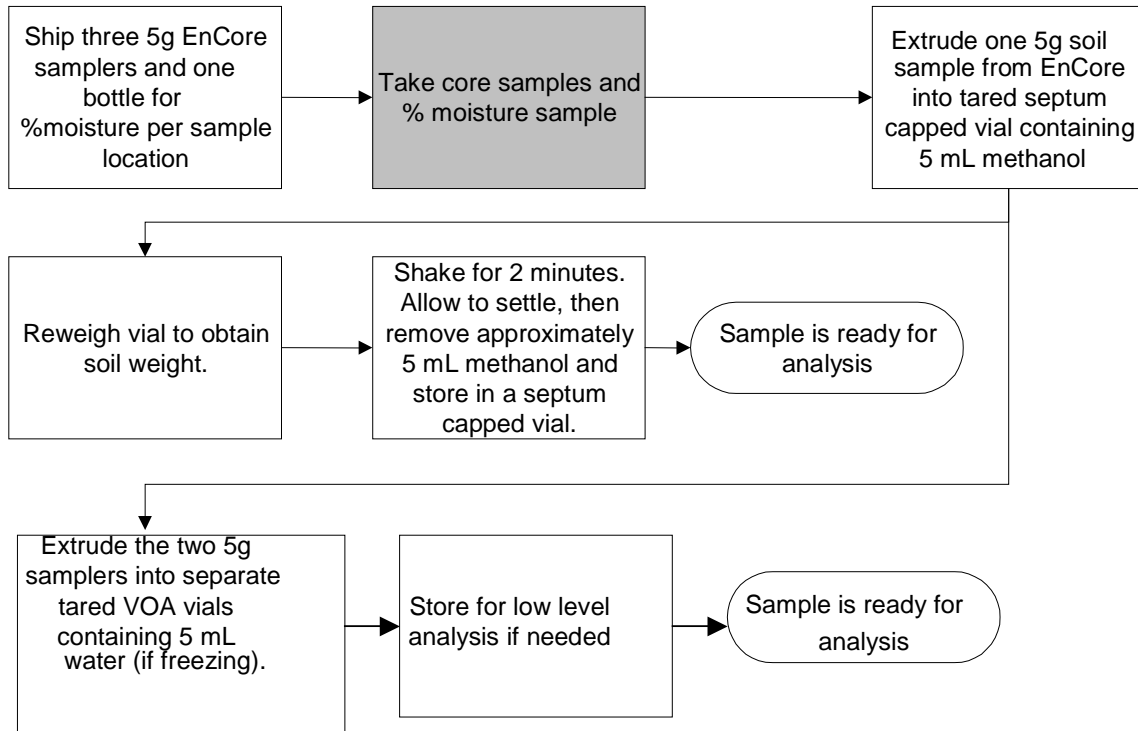 Ship three 5g EnCore
samplers and one
bottle for
%moisture per sample
location
Take core samples and
% moisture sample
Extrude one 5g soil
sample from EnCore
into tared septum
capped vial containing
5 mL methanol
Reweigh vial to obtain
soil weight.
Shake for 2 minutes.
Allow to settle, then
remove approximately
5 mL methanol and
store in a septum
capped vial.
Sample is ready for
analysis
Extrude the two 5g
samplers into separate
tared VOA vials
containing 5 mL
water (if freezing).
Store for low level
analysis if needed
Sample is ready for
analysis